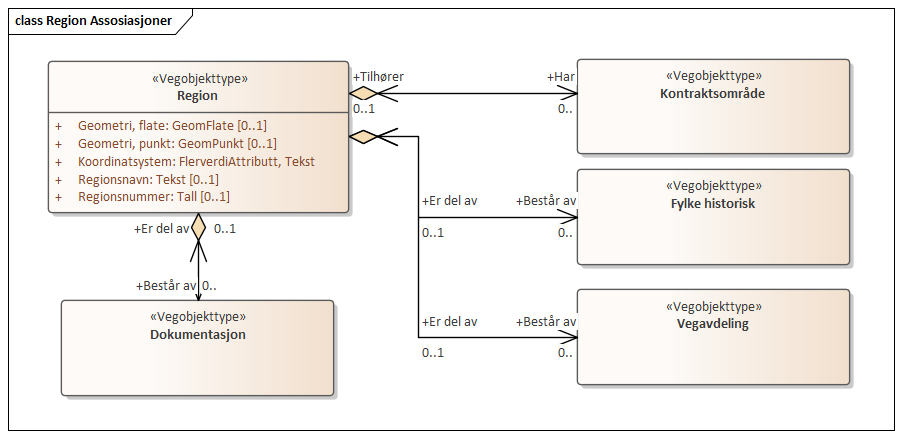 class Region Assosiasjoner
«Vegobjekttype»
Region
+ Geometri, flate: GeomFlate [0..1]
+ Geometri, punkt: GeomPunkt [0..1]
+ Koordinatsystem: FlerverdiAttributt, Tekst
+ Regionsnavn: Tekst [0..1]
+ Regionsnummer: Tall [0..1]
+Tilhører
0..1
+Har
0..
«Vegobjekttype»
Kontraktsområde
+Er del av
0..1
+Består av
0..
«Vegobjekttype»
Fylke historisk
+Er del av
0..1
+Består av
0..
«Vegobjekttype»
Vegavdeling
+Er del av
0..1
+Består av
0..
«Vegobjekttype»
Dokumentasjon